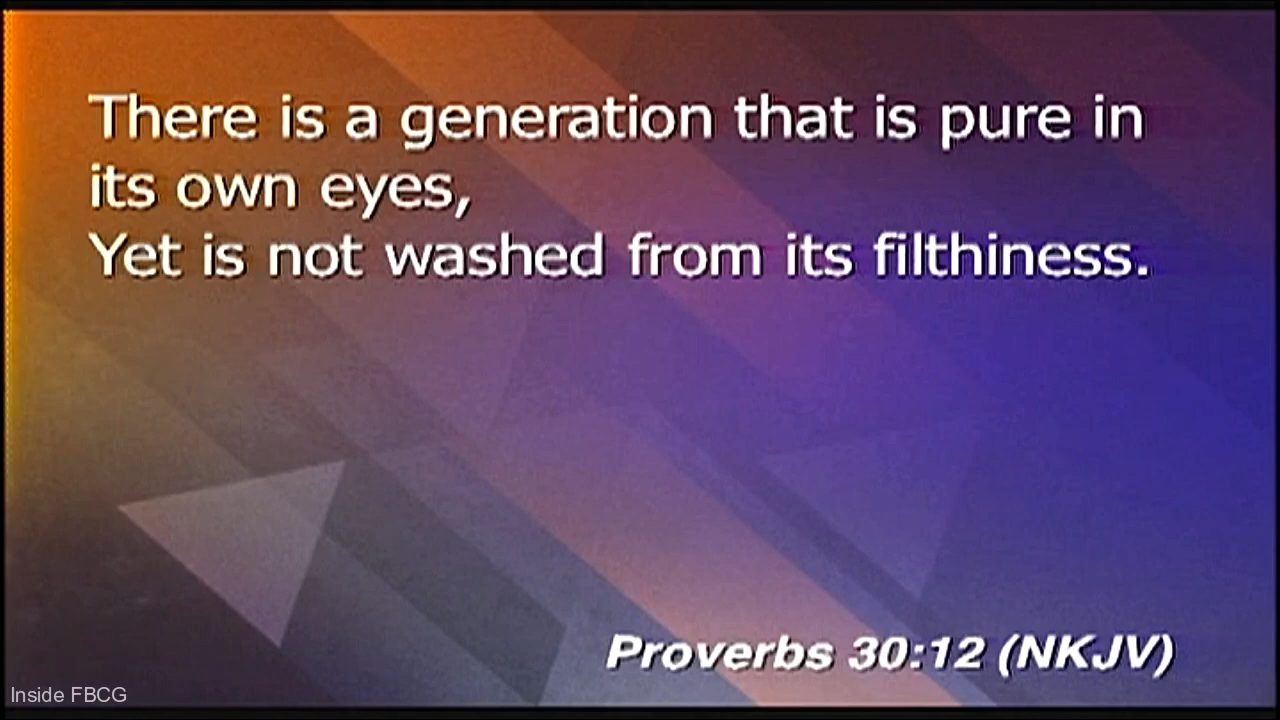 There is a generation that is pure in
its own eyes,
Yet is not washed from its filthiness.
Proverbs 30:12 (NKJV)
Inside FBCG